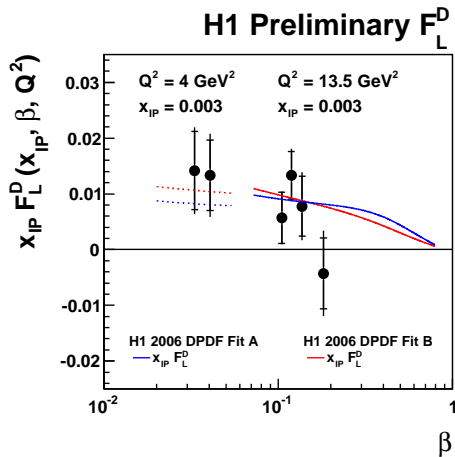 H1 Preliminary F_L^D
Q² = 4 GeV²
Q² = 13.5 GeV²
x_IP = 0.003
x_IP = 0.003
x_IP F_L^D (x_IP, β, Q²)
0.03
0.02
0.01
0
-0.01
-0.02
H1 2006 DPDF Fit A
H1 2006 DPDF Fit B
x_IP F_L^D
x_IP F_L^D
10⁻²
10⁻¹
1
β